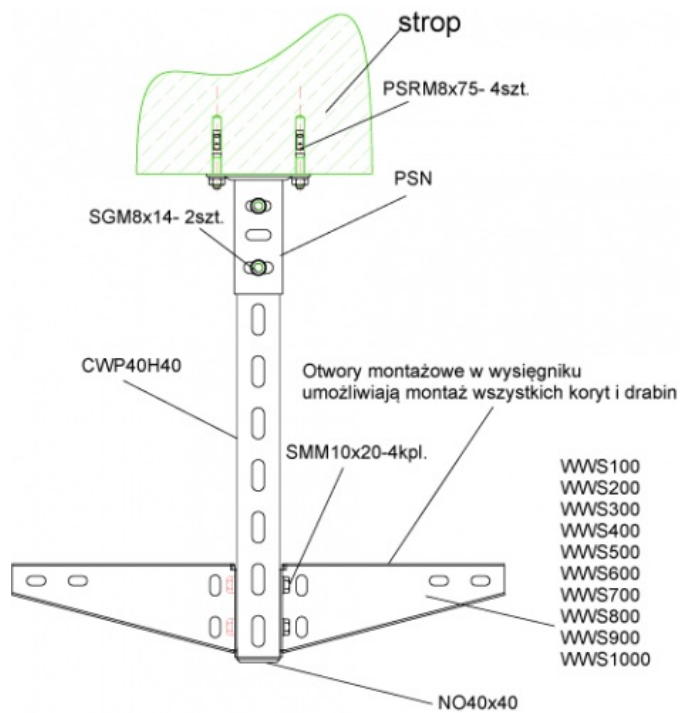 strop
PSRM8x75- 4szt.
PSN
SGM8x14- 2szt.
CWP40H40
Otwory montażowe w wysięgniku
umożliwiają montaż wszystkich koryt i drabin
SMM10x20-4kpl.
WWS100
WWS200
WWS300
WWS400
WWS500
WWS600
WWS700
WWS800
WWS900
WWS1000
NO40x40